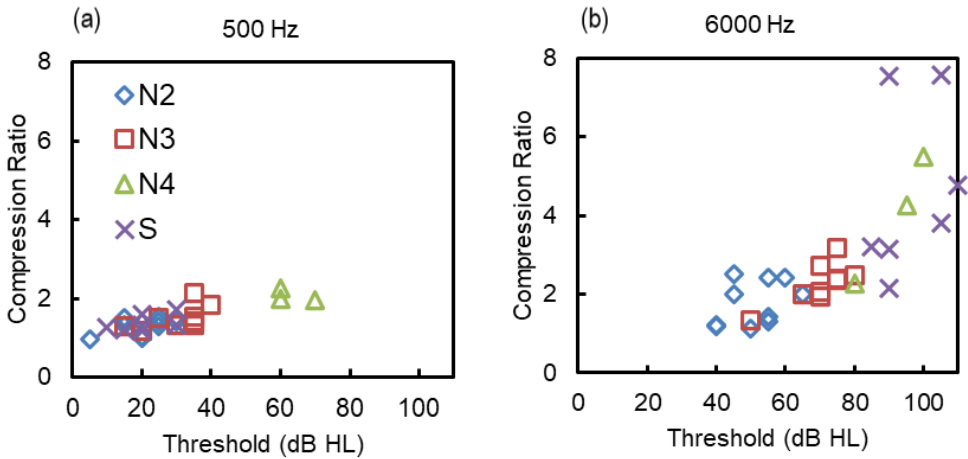 (a)
500 Hz
8
6
4
2
0
Compression Ratio
N2
N3
N4
S
0 20 40 60 80 100
Threshold (dB HL)
(b)
6000 Hz
8
6
4
2
0
Compression Ratio
0 20 40 60 80 100
Threshold (dB HL)